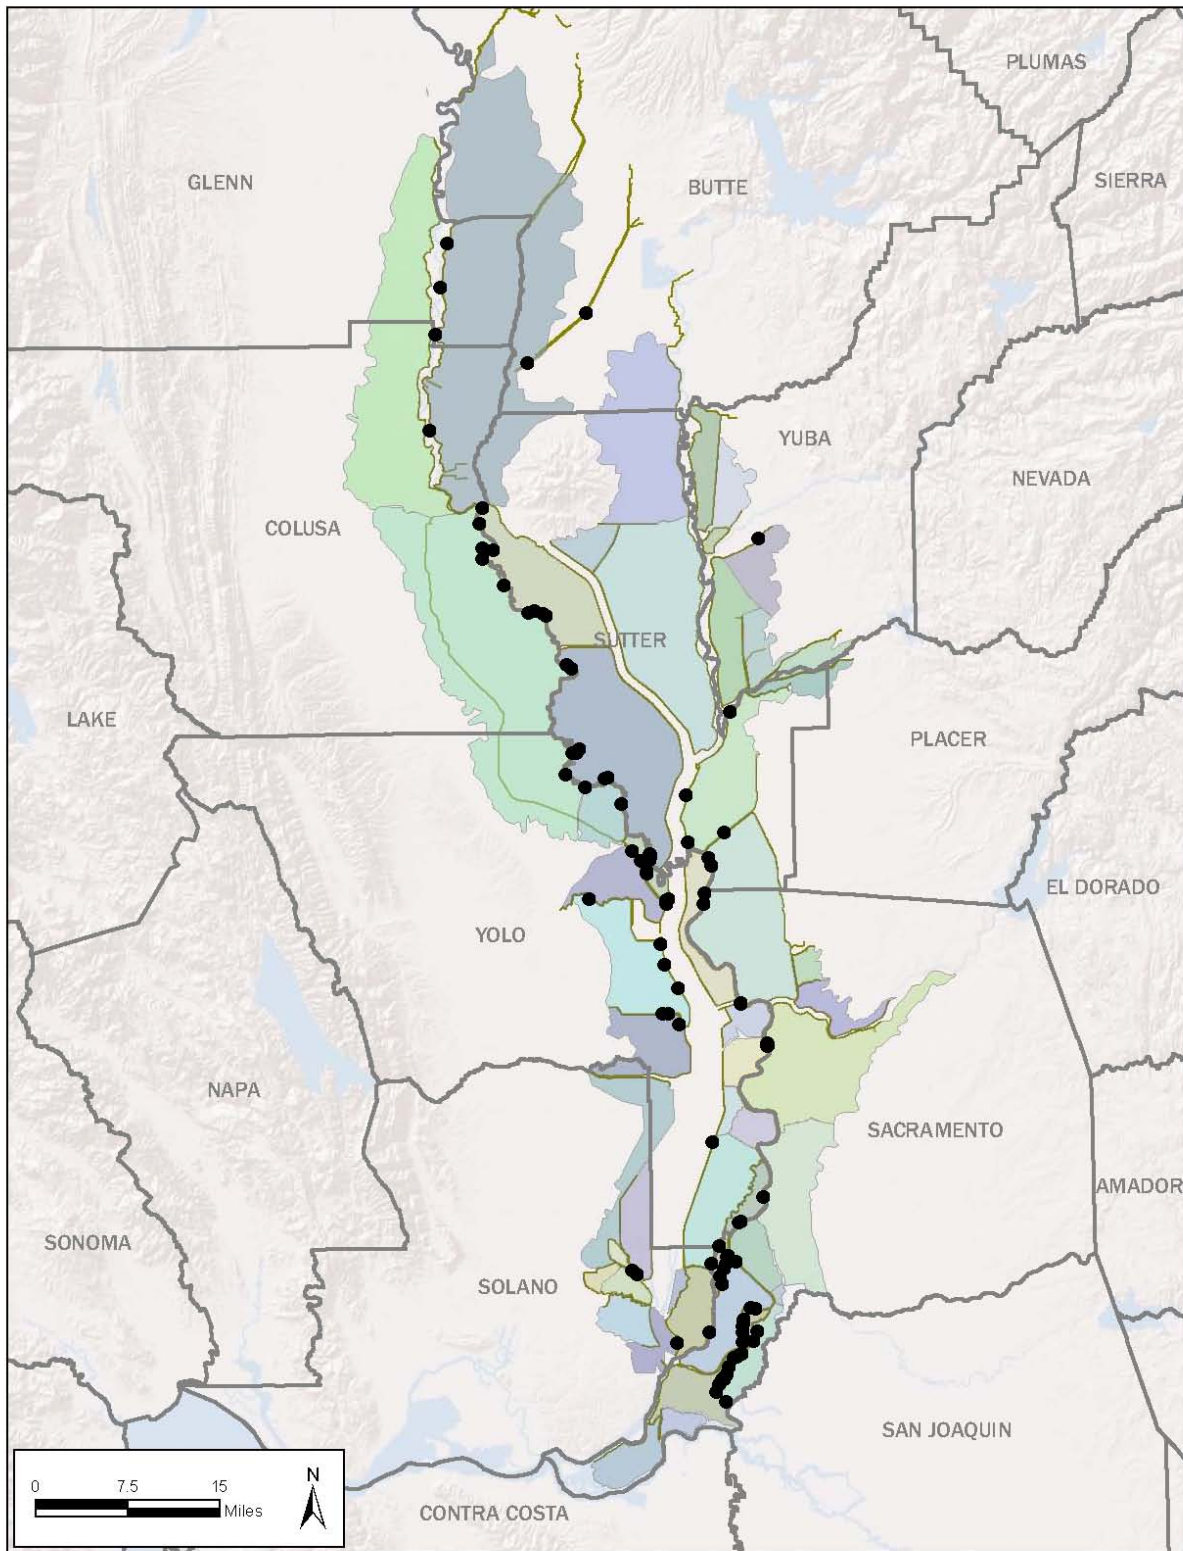 PLUMAS
GLENN
BUTTE
SIERRA
YUBA
NEVADA
COLUSA
SUTTER
LAKE
PLACER
EL DORADO
YOLO
NAPA
SACRAMENTO
AMADOR
SONOMA
SOLANO
SAN JOAQUIN
CONTRA COSTA
0 7.5 15
Miles
N